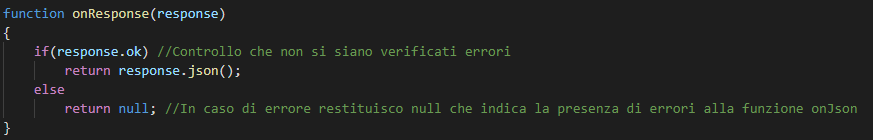 function onResponse(response)
{
    if(response.ok) //Controllo che non si siano verificati errori
        return response.json();
    else
        return null; //In caso di errore restituisco null che indica la presenza di errori alla funzione onJson
}